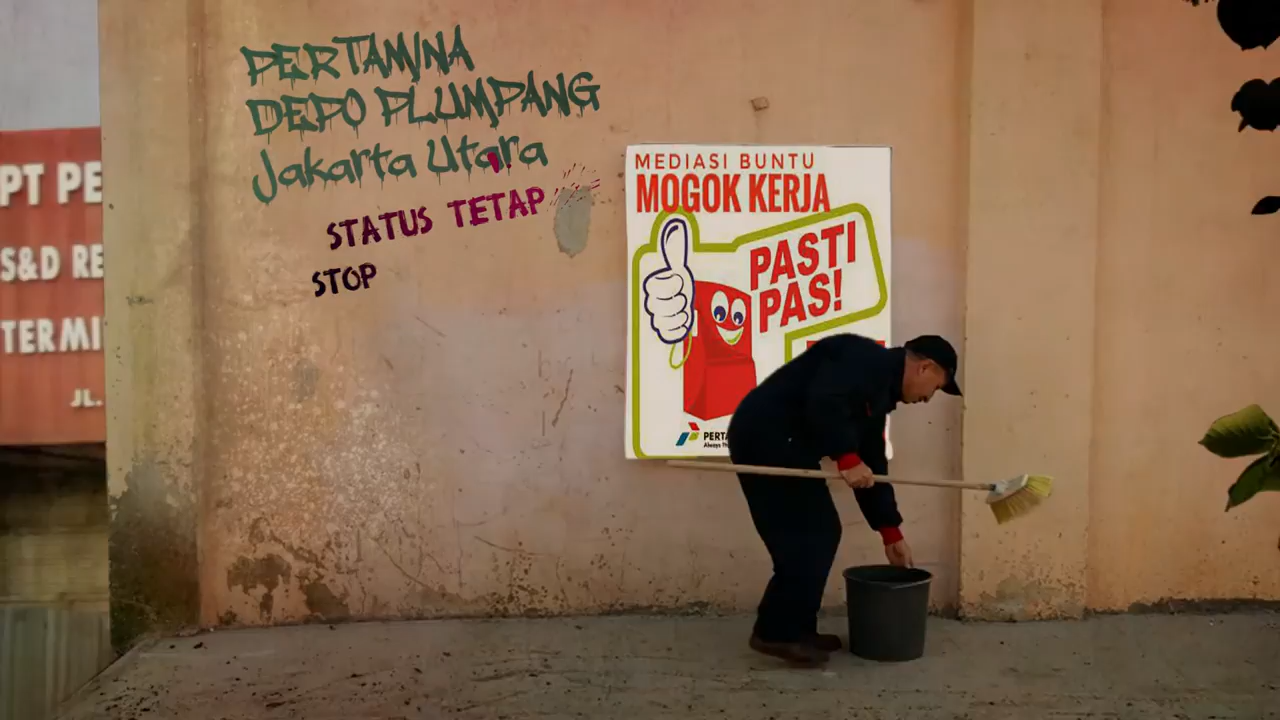 PERTAMINA
DEPO PLUMPANG
Jakarta Utara
STATUS TETAP
STOP
MEDIASI BUNTU
MOGOK KERJA
PASTI
PAS!
PT PE
S&D RE
TERMI
JL.